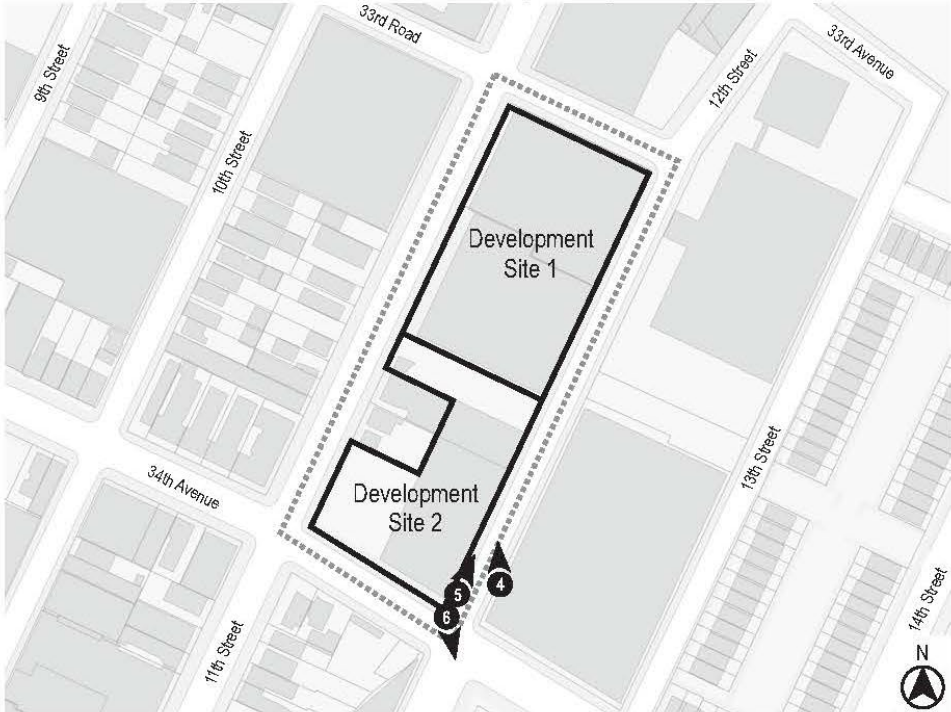 33rd Road
33rd Avenue
12th Street
9th Street
10th Street
Development
Site 1
13th Street
34th Avenue
Development
Site 2
5
4
6
14th Street
11th Street
N